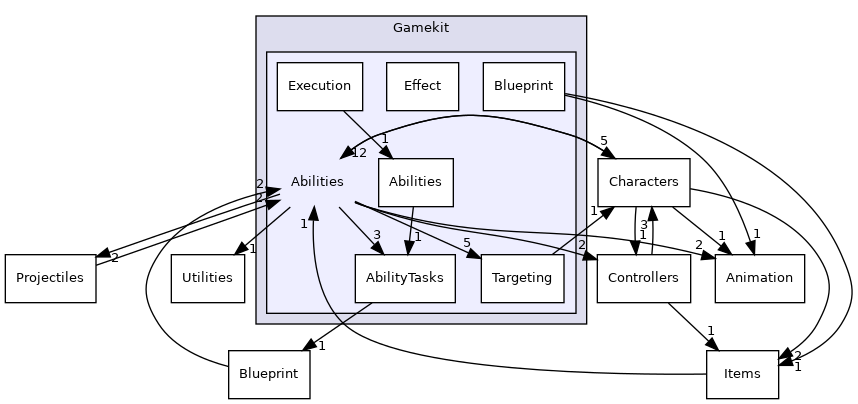 Gamekit
Execution
Effect
Blueprint
1
12
5
Abilities
Abilities
Characters
2
2
1
1
3
1
3
1
5
1
2
2
1
1
2
Projectiles
Utilities
AbilityTasks
Targeting
Controllers
Animation
1
1
2
1
Blueprint
Items